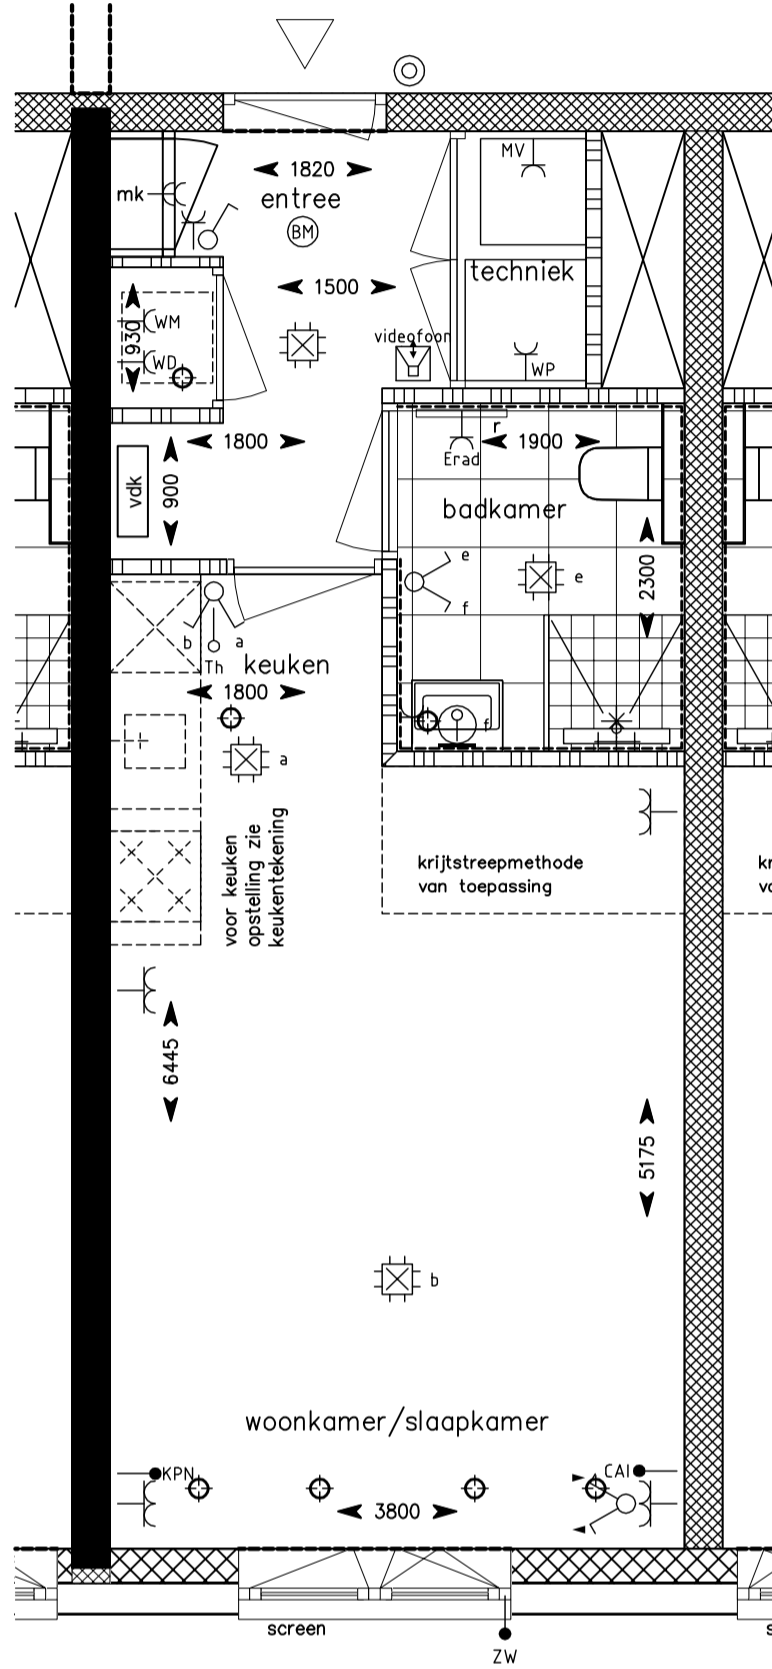 1820
entree
BM
mk
MV
techniek
1500
videofoon
WP
WM
930
WD
1800
r
1900
Erad
vdk
900
badkamer
2300
e
e
f
b
a
Th
keuken
1800
f
a
voor keuken
opstelling zie
keukentekening
krijtstreepmethode
van toepassing
kr
va
6445
5175
b
woonkamer/slaapkamer
KPN
CAI
3800
screen
s
ZW